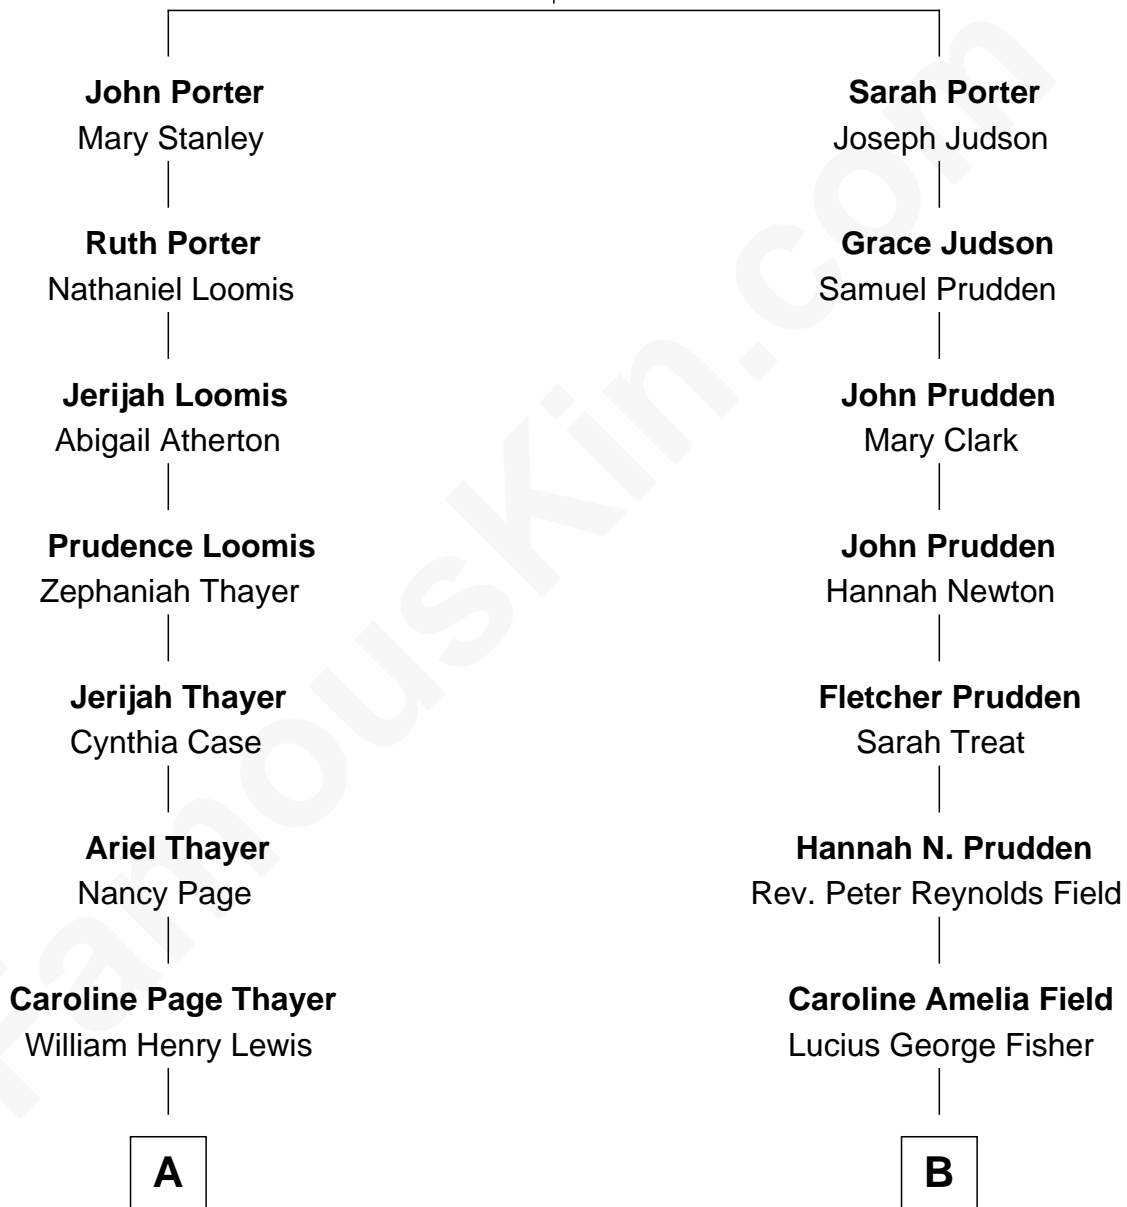 John Porter
Mary Stanley
Sarah Porter
Joseph Judson
Ruth Porter
Nathaniel Loomis
Grace Judson
Samuel Prudden
Jerijah Loomis
Abigail Atherton
John Prudden
Mary Clark
Prudence Loomis
Zephaniah Thayer
John Prudden
Hannah Newton
Jerijah Thayer
Cynthia Case
Fletcher Prudden
Sarah Treat
Ariel Thayer
Nancy Page
Hannah N. Prudden
Rev. Peter Reynolds Field
Caroline Page Thayer
William Henry Lewis
Caroline Amelia Field
Lucius George Fisher
A
B
FamousKin.com